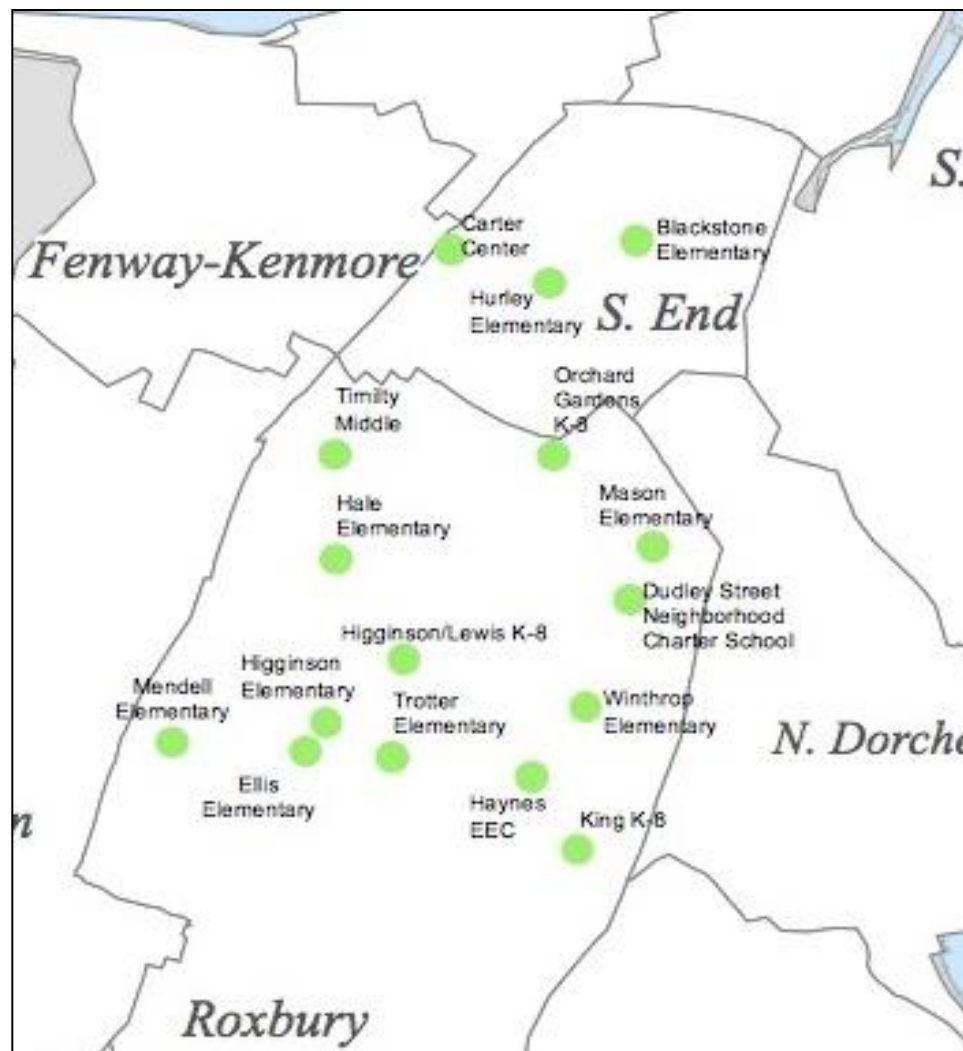 S.
Carter
Center
Blackstone
Elementary
Fenway-Kenmore
Hurley
Elementary
S. End
Timilty
Middle
Orchard
Gardens
K-8
Hale
Elementary
Mason
Elementary
Dudley Street
Neighborhood
Charter School
Higginson/Lewis K-8
Higginson
Elementary
Mendell
Elementary
Trotter
Elementary
Winthrop
Elementary
N. Dorche
Ellis
Elementary
Haynes
EEC
King K-8
n
Roxbury